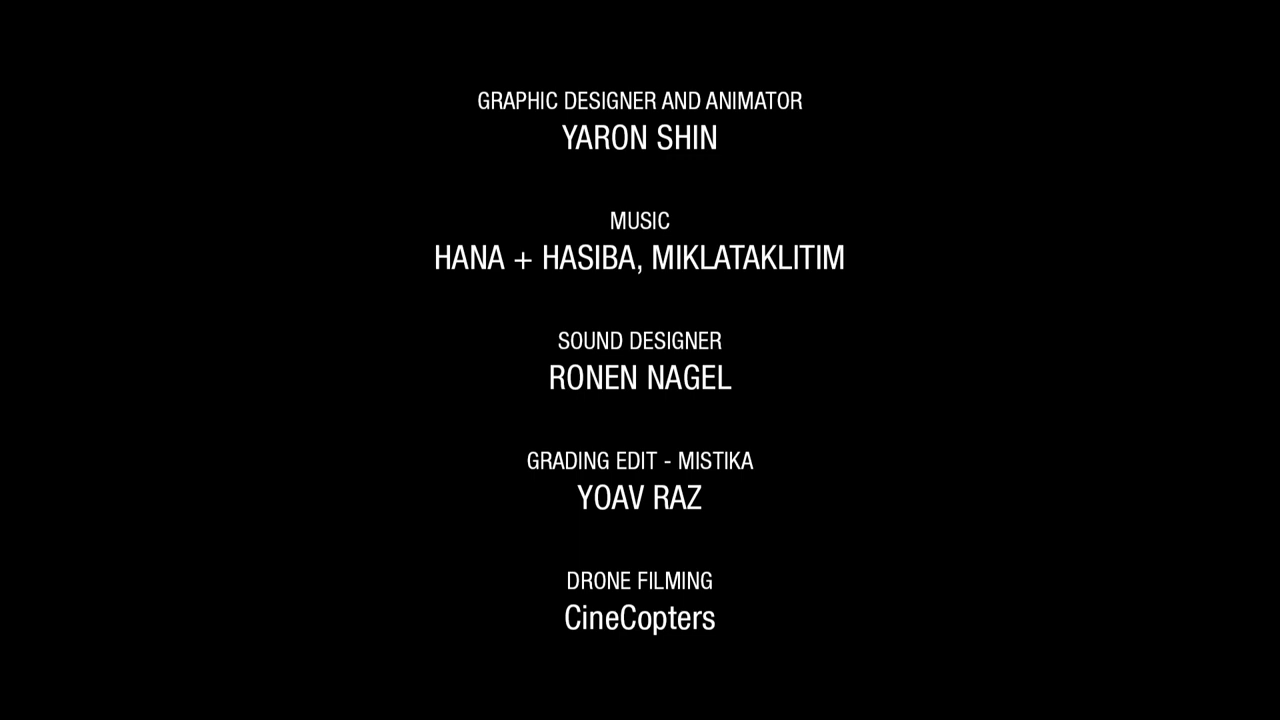 GRAPHIC DESIGNER AND ANIMATOR
YARON SHIN
MUSIC
HANA + HASIBA, MIKLATAKLITIM
SOUND DESIGNER
RONEN NAGEL
GRADING EDIT - MISTIKA
YOAV RAZ
DRONE FILMING
CineCopters